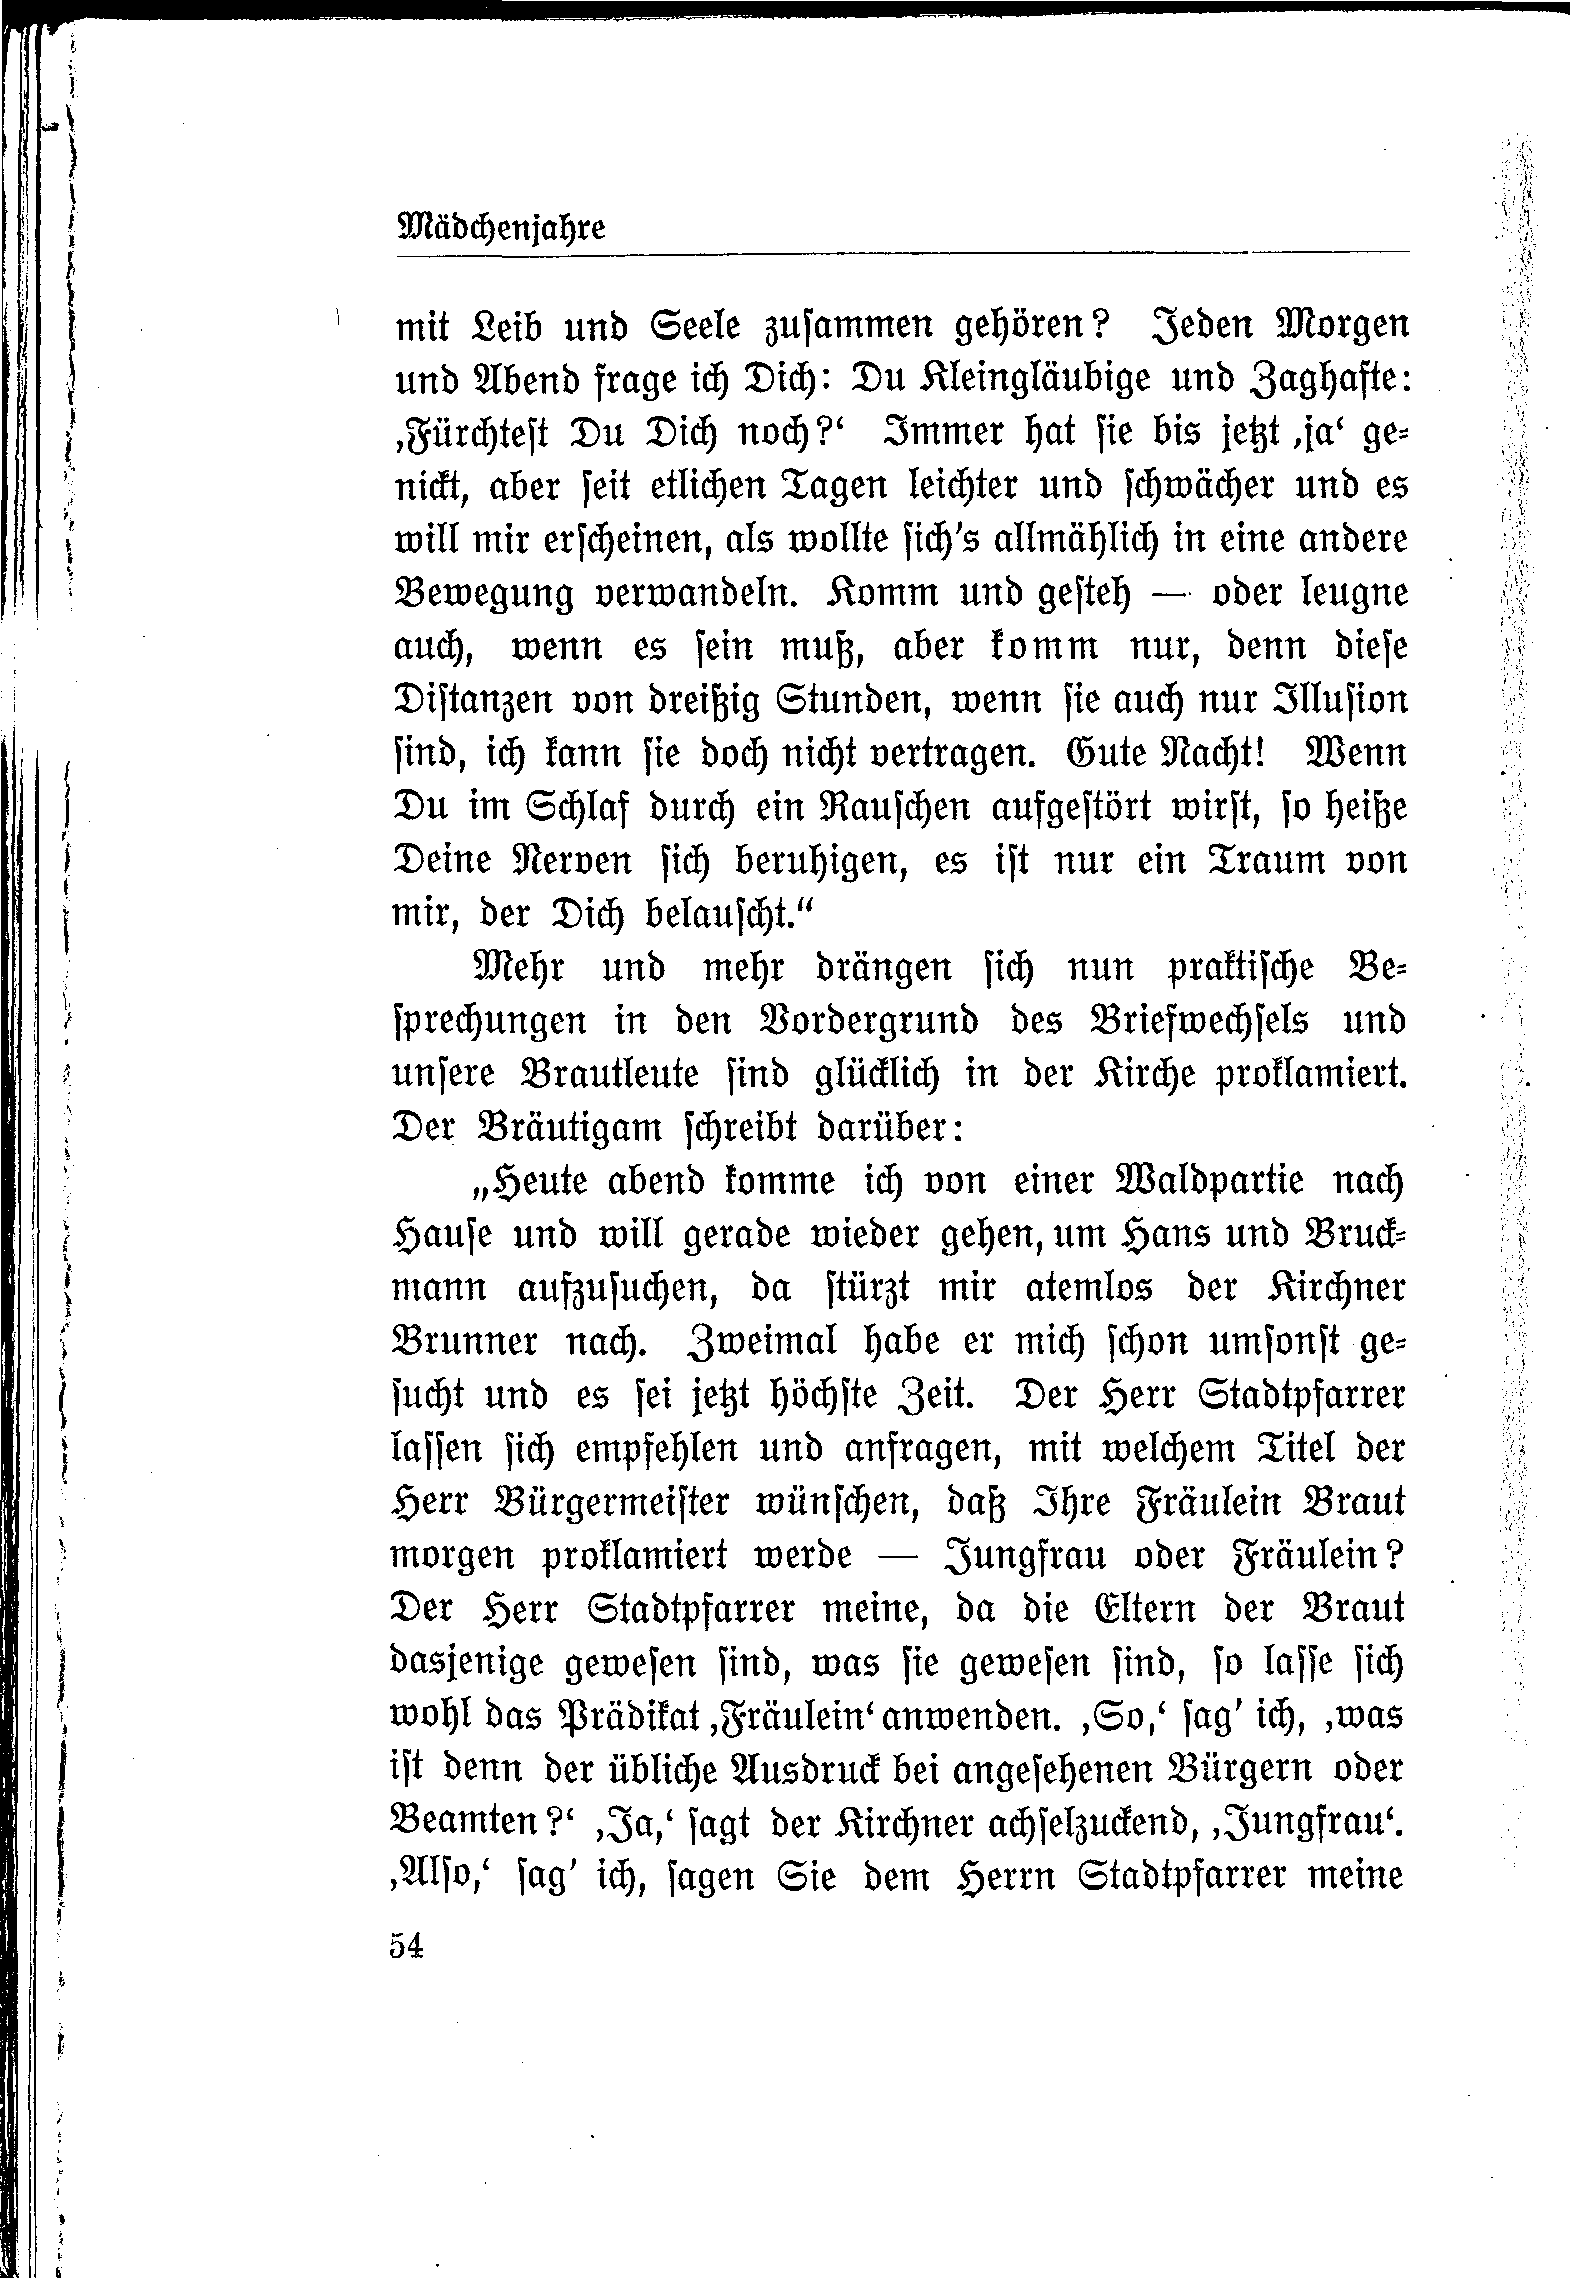 Mädchenjahre
mit Leib und Seele zusammen gehören? Jeden Morgen
und Abend frage ich Dich: Du Kleingläubige und Zaghafte:
‚Fürchtest Du Dich noch?‘ Immer hat sie bis jetzt ‚ja‘ ge-
nickt, aber seit etlichen Tagen leichter und schwächer und es
will mir erscheinen, als wollte sich's allmählich in eine andere
Bewegung verwandeln. Komm und gesteh — oder leugne
auch, wenn es sein muß, aber komm nur, denn diese
Distanzen von dreißig Stunden, wenn sie auch nur Illusion
sind, ich kann sie doch nicht vertragen. Gute Nacht! Wenn
Du im Schlaf durch ein Rauschen aufgestört wirst, so heiße
Deine Nerven sich beruhigen, es ist nur ein Traum von
mir, der Dich belauscht.“
Mehr und mehr drängen sich nun praktische Be-
sprechungen in den Vordergrund des Briefwechsels und
unsere Brautleute sind glücklich in der Kirche proklamiert.
Der Bräutigam schreibt darüber:
„Heute abend komme ich von einer Waldpartie nach
Hause und will gerade wieder gehen, um Hans und Bruck-
mann aufzusuchen, da stürzt mir atemlos der Kirchner
Brunner nach. Zweimal habe er mich schon umsonst ge-
sucht und es sei jetzt höchste Zeit. Der Herr Stadtpfarrer
lassen sich empfehlen und anfragen, mit welchem Titel der
Herr Bürgermeister wünschen, daß Ihre Fräulein Braut
morgen proklamiert werde — Jungfrau oder Fräulein?
Der Herr Stadtpfarrer meine, da die Eltern der Braut
dasjenige gewesen sind, was sie gewesen sind, so lasse sich
wohl das Prädikat ‚Fräulein‘ anwenden. ‚So,‘ sag' ich, ‚was
ist denn der übliche Ausdruck bei angesehenen Bürgern oder
Beamten?‘ ‚Ja,‘ sagt der Kirchner achselzuckend, ‚Jungfrau‘.
‚Also,‘ sag' ich, sagen Sie dem Herrn Stadtpfarrer meine
54